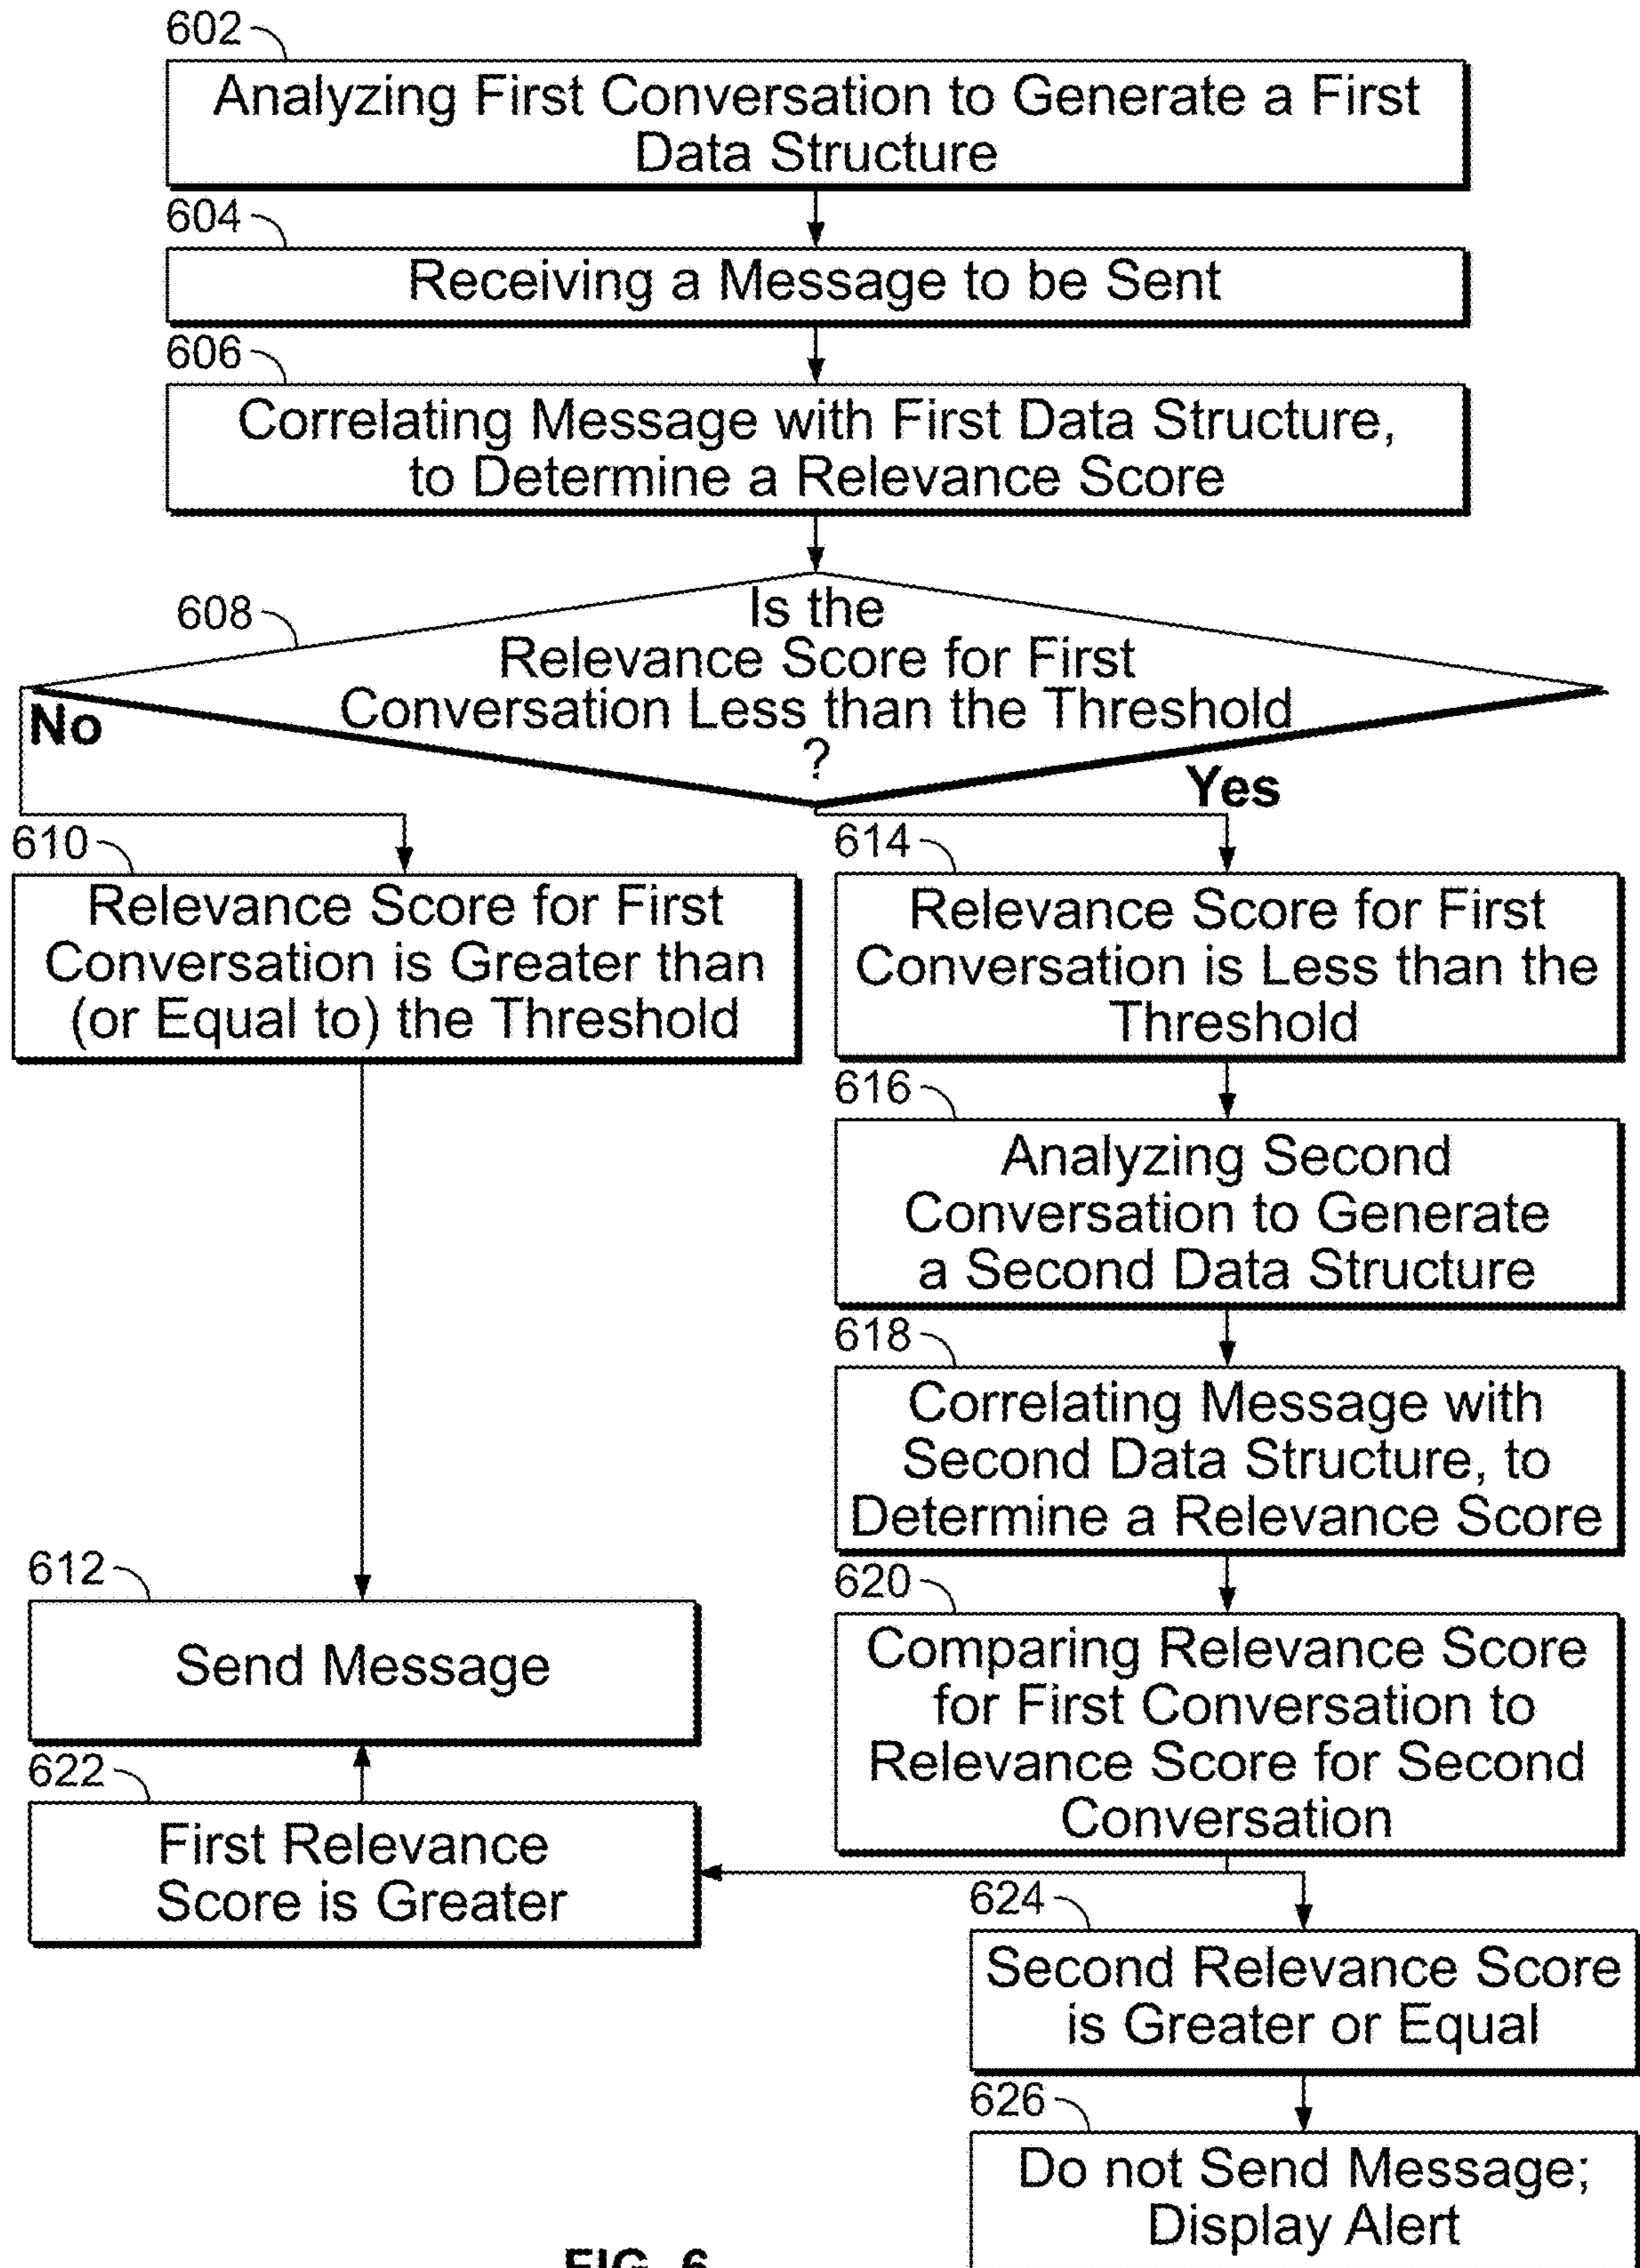 602
Analyzing First Conversation to Generate a First
Data Structure
604
Receiving a Message to be Sent
606
Correlating Message with First Data Structure,
to Determine a Relevance Score
608
Is the
Relevance Score for First
Conversation Less than the Threshold
?
No
Yes
610
Relevance Score for First
Conversation is Greater than
(or Equal to) the Threshold
614
Relevance Score for First
Conversation is Less than the
Threshold
616
Analyzing Second
Conversation to Generate
a Second Data Structure
618
Correlating Message with
Second Data Structure, to
Determine a Relevance Score
612
Send Message
620
Comparing Relevance Score
for First Conversation to
Relevance Score for Second
Conversation
622
First Relevance
Score is Greater
624
Second Relevance Score
is Greater or Equal
626
Do not Send Message;
Display Alert
FIG. 6